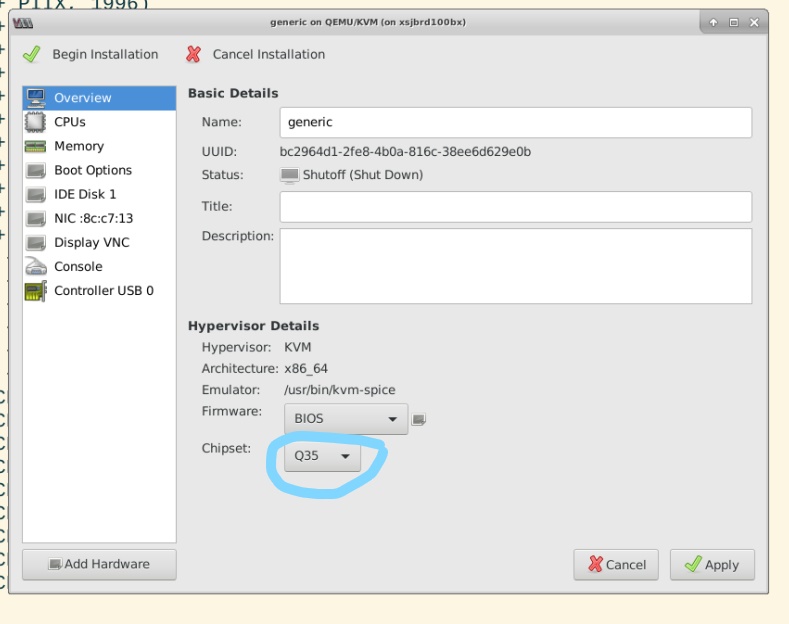 + PIIX, 1996)
generic on QEMU/KVM (on xsjbrd100bx)
Begin Installation
Cancel Installation
Overview
CPUs
Memory
Boot Options
IDE Disk 1
NIC :8c:c7:13
Display VNC
Console
Controller USB 0
Add Hardware
Basic Details
Name: generic
UUID: bc2964d1-2fe8-4b0a-816c-38ee6d629e0b
Status: Shutoff (Shut Down)
Title:
Description:
Hypervisor Details
Hypervisor: KVM
Architecture: x86_64
Emulator: /usr/bin/kvm-spice
Firmware: BIOS
Chipset: Q35
Cancel
Apply